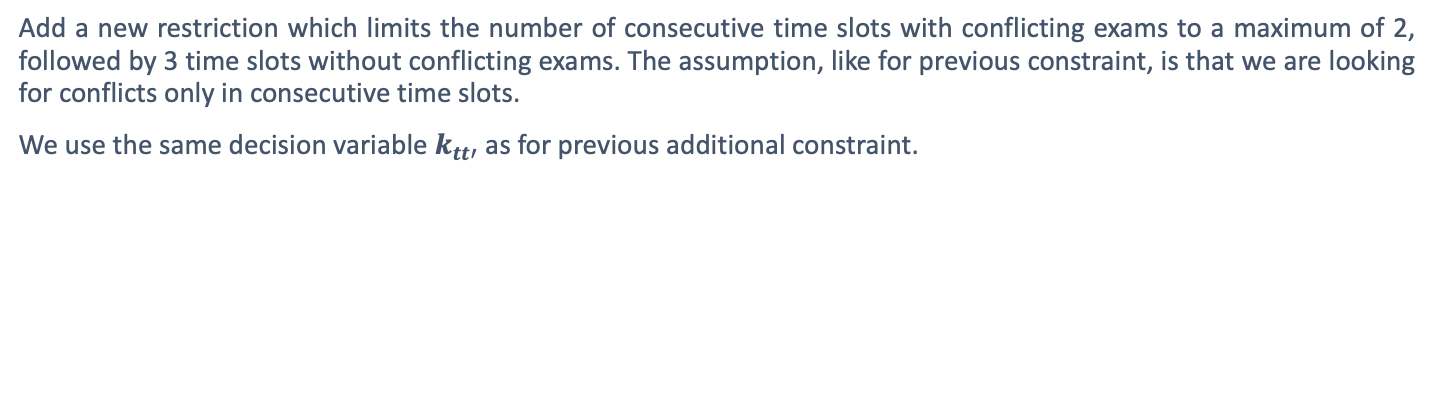 Add a new restriction which limits the number of consecutive time slots with conflicting exams to a maximum of 2,
followed by 3 time slots without conflicting exams. The assumption, like for previous constraint, is that we are looking
for conflicts only in consecutive time slots.
We use the same decision variable kₜₜ′ as for previous additional constraint.